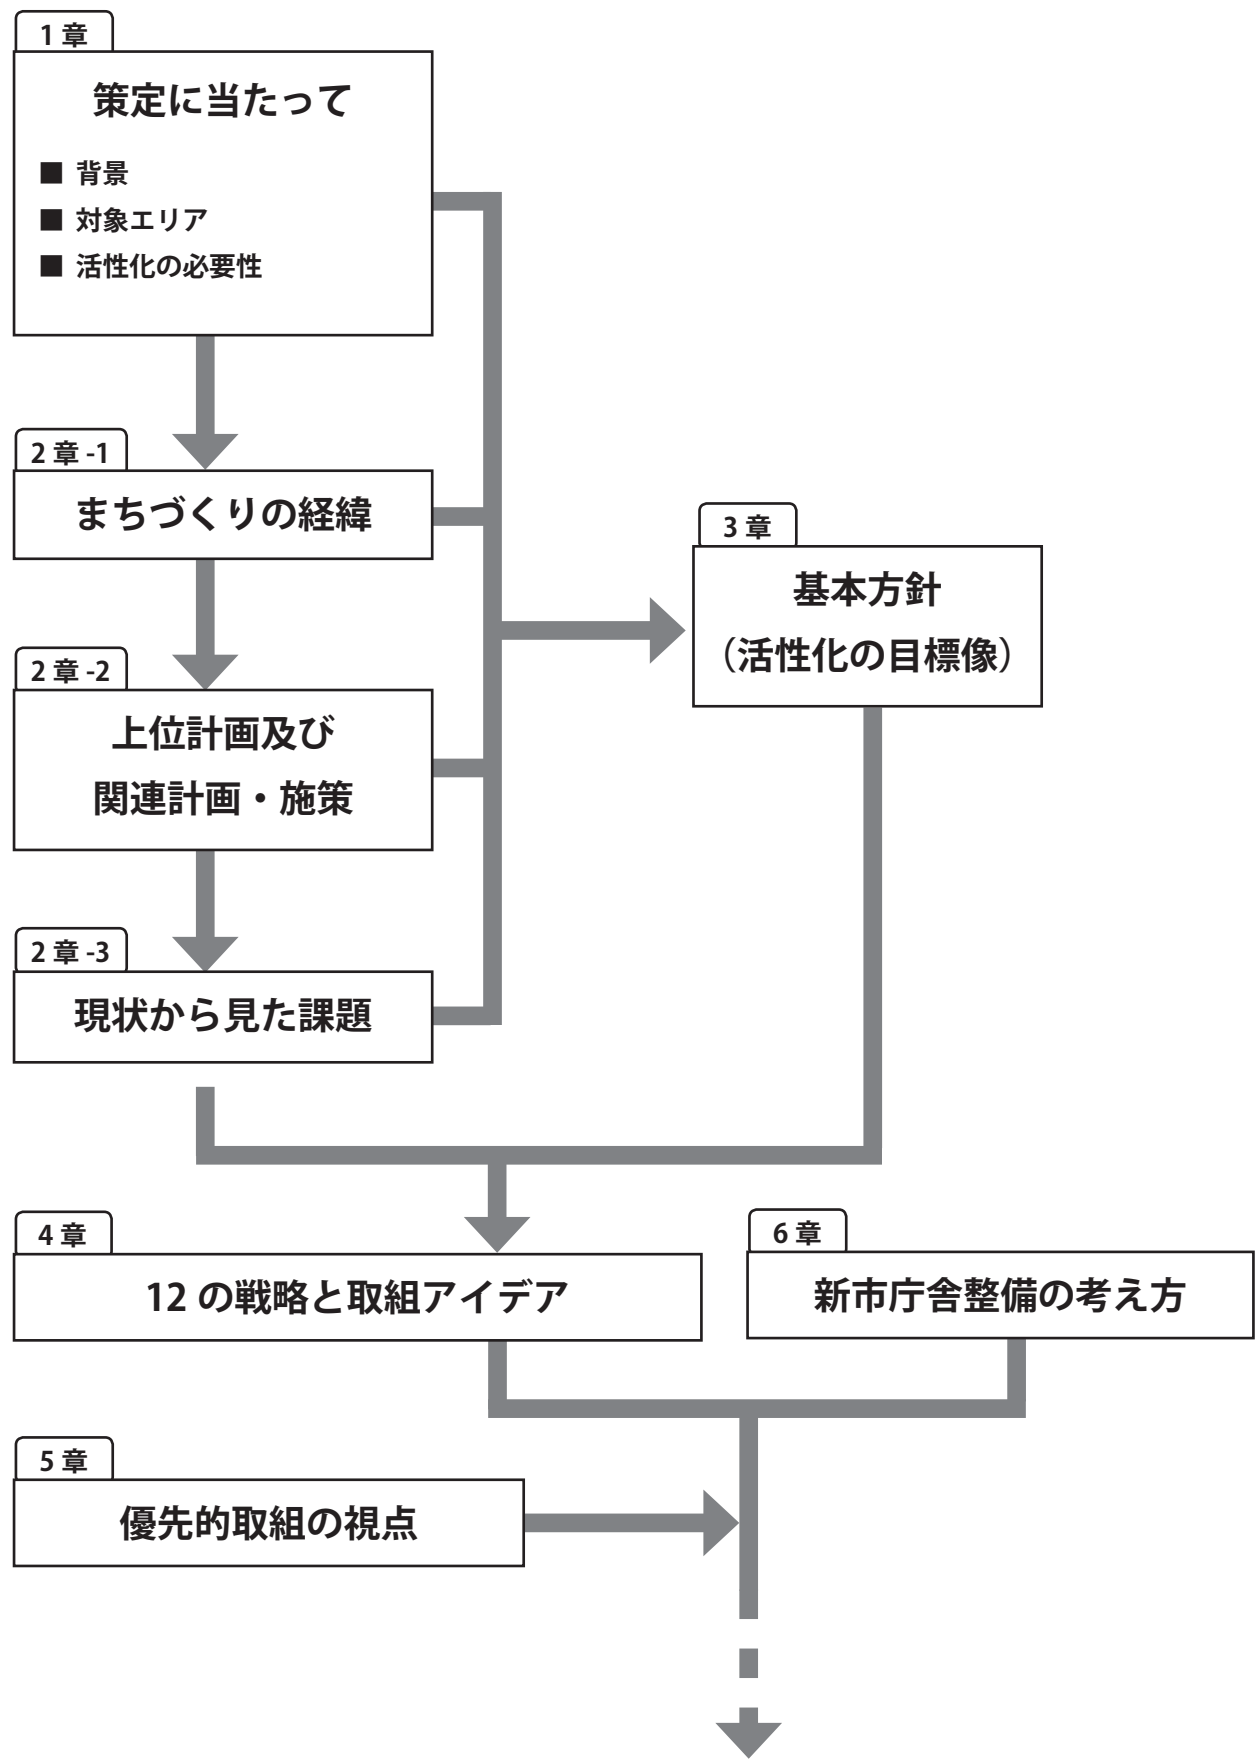 1 章
策定に当たって
■ 背景
■ 対象エリア
■ 活性化の必要性
2 章 -1
まちづくりの経緯
2 章 -2
上位計画及び
関連計画・施策
2 章 -3
現状から見た課題
3 章
基本方針
（活性化の目標像）
4 章
12 の戦略と取組アイデア
6 章
新市庁舎整備の考え方
5 章
優先的取組の視点